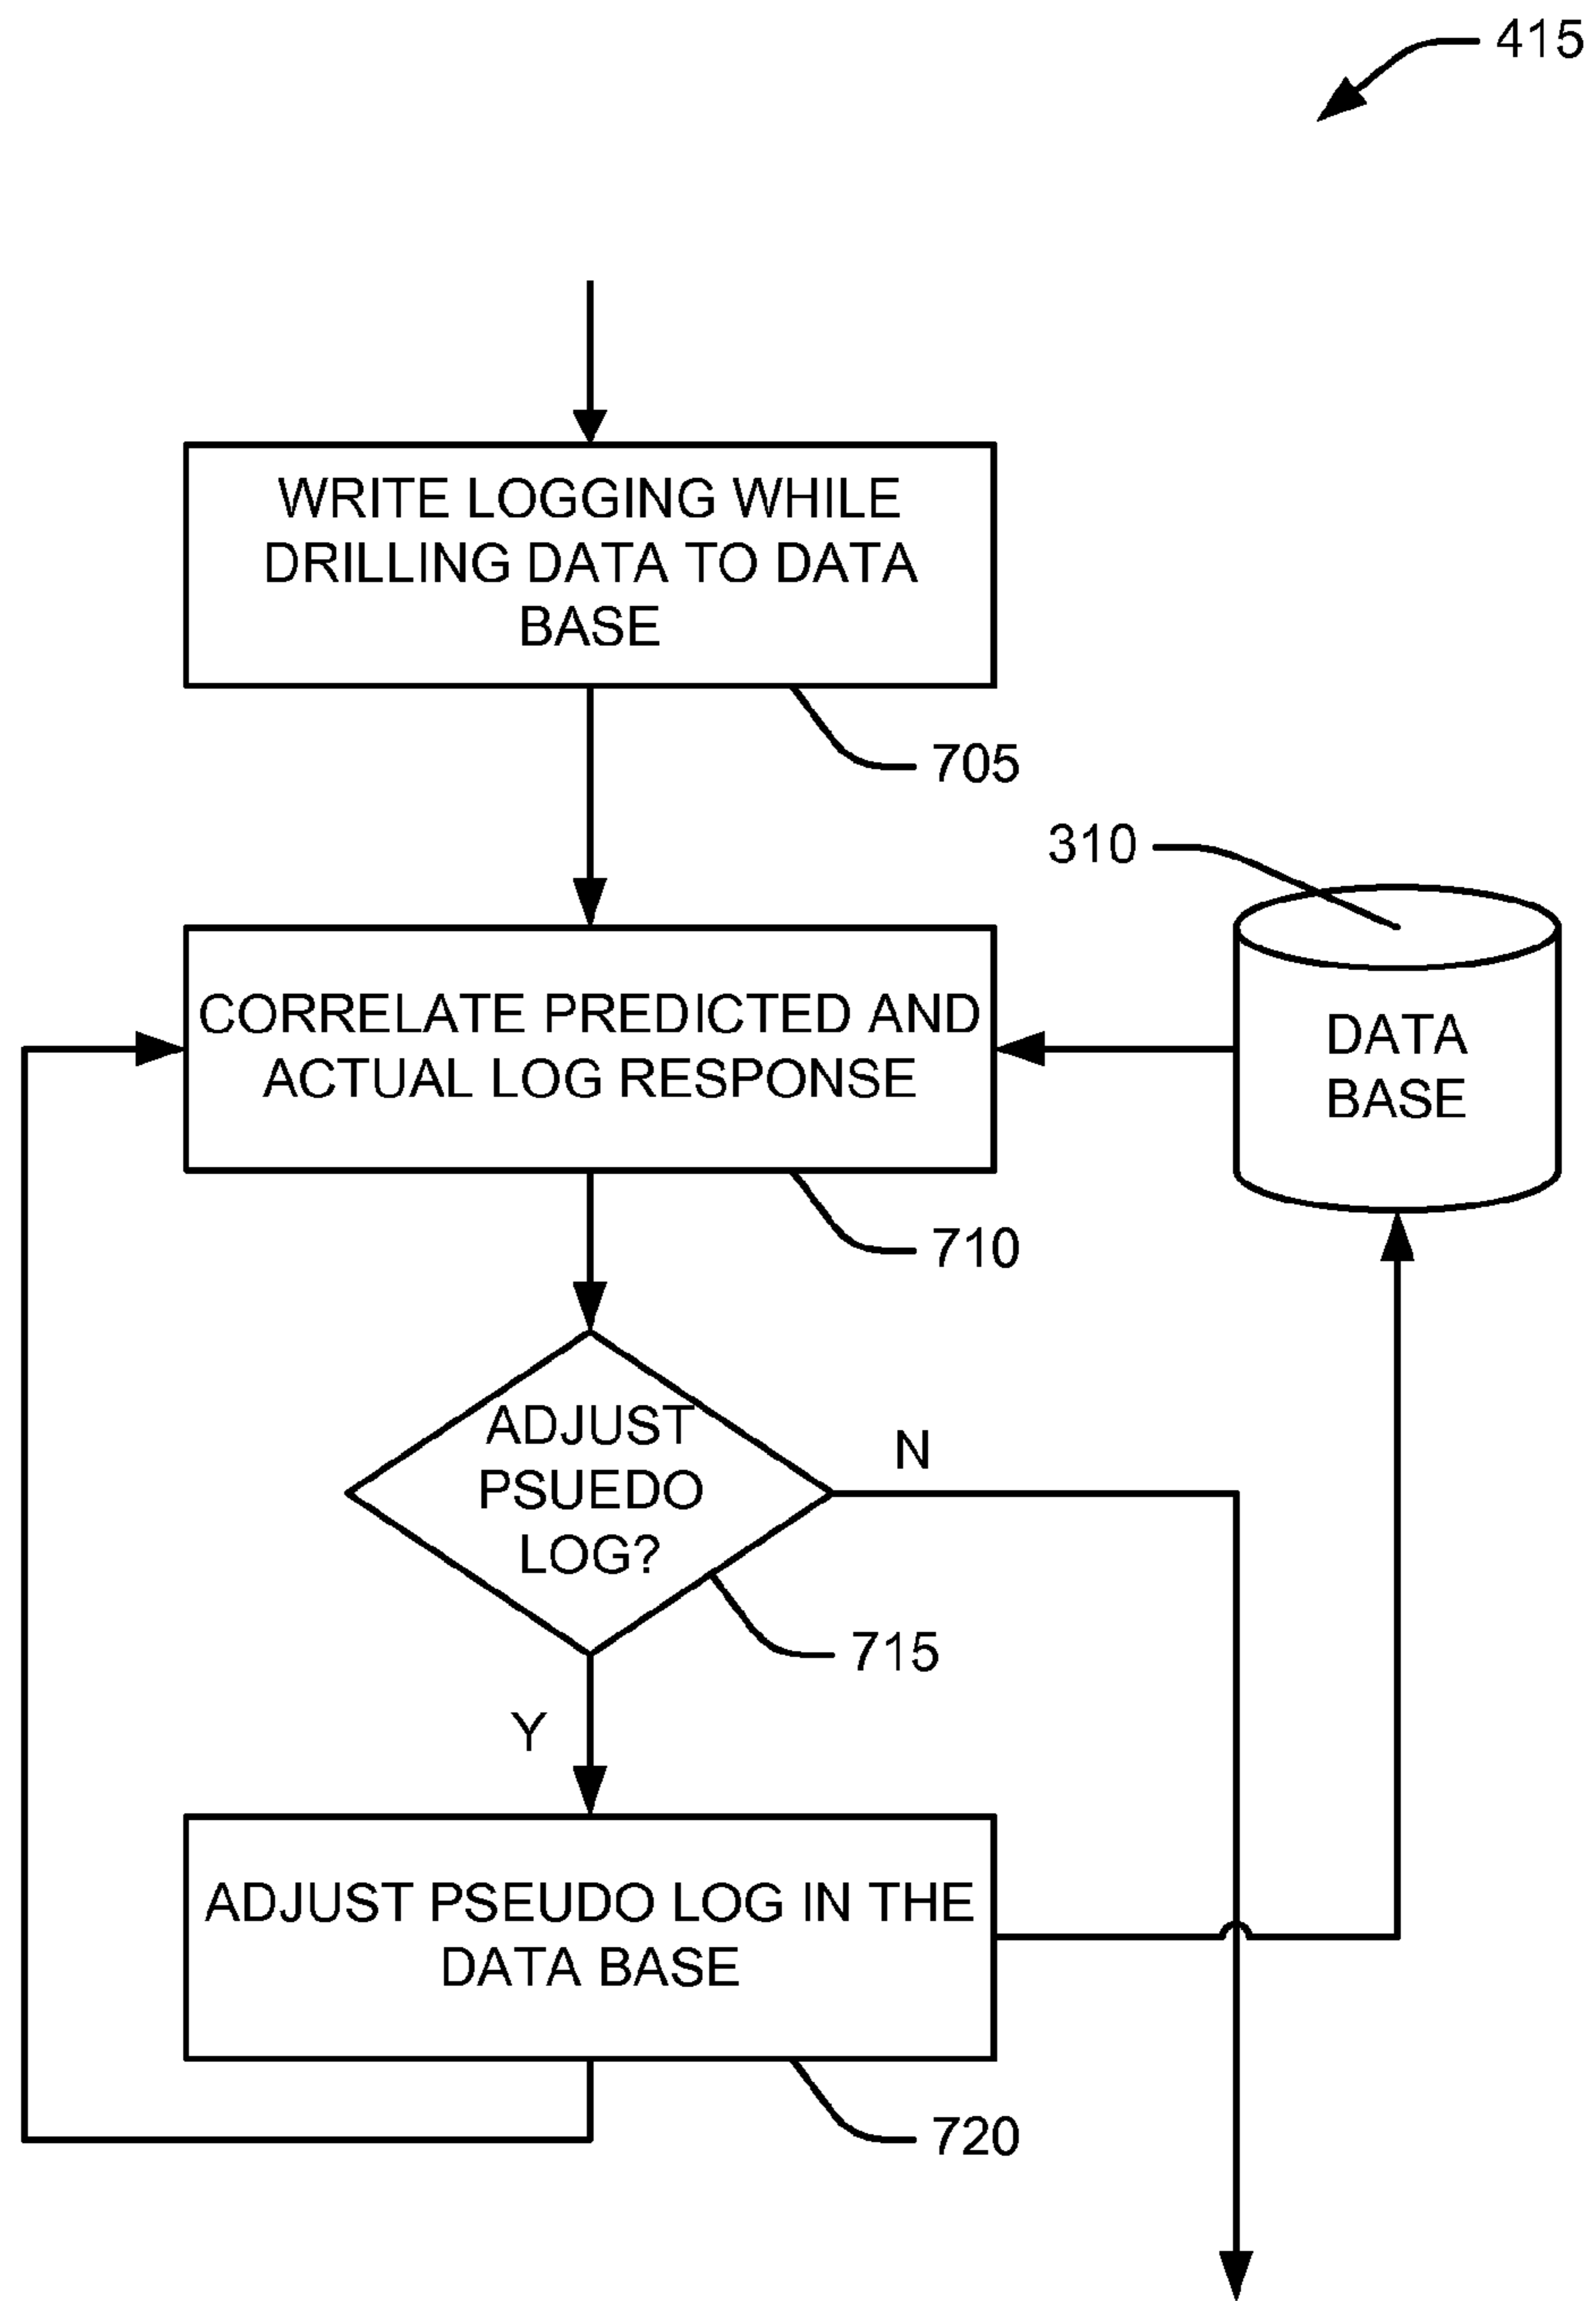 415
WRITE LOGGING WHILE
DRILLING DATA TO DATA
BASE
705
310
CORRELATE PREDICTED AND
ACTUAL LOG RESPONSE
DATA
BASE
710
ADJUST
PSUEDO
LOG?
N
715
Y
ADJUST PSEUDO LOG IN THE
DATA BASE
720